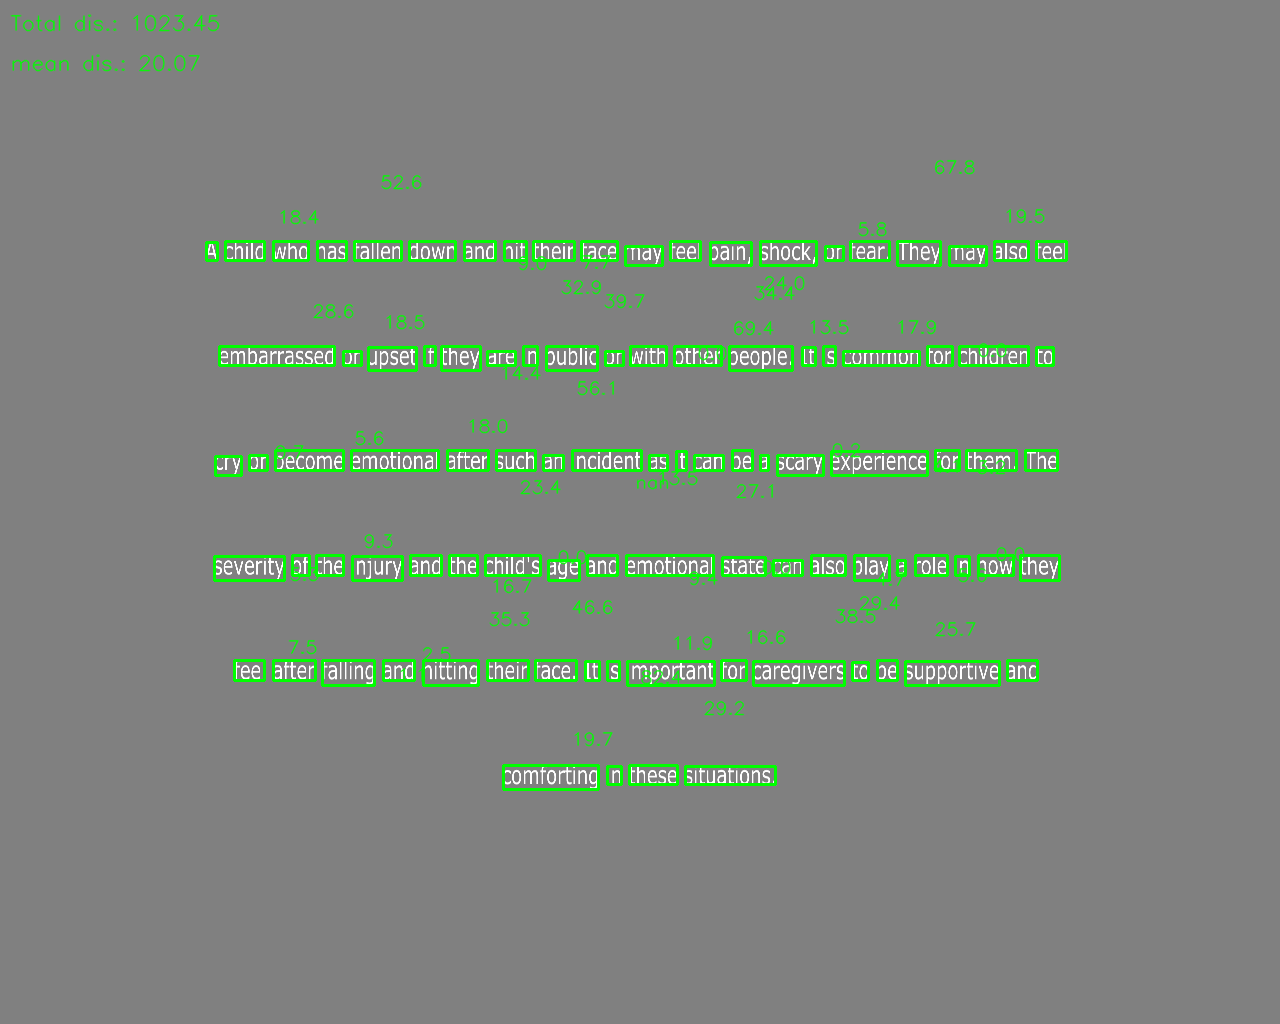 Total dis.: 1023.45
mean dis.: 20.07
67.8
52.6
18.4 19.5
5.8
A child who has fallen down and hit their face may feel pain, shock, or fear. They may also feel
32.9 39.7 34.4 24.0
28.6 18.5 69.4 13.5 17.9
embarrassed or upset if they are in public or with other people. It is common for children to
14.4
56.1
5.6 18.0
cry or become emotional after such an incident as it can be a scary experience for them. The
23.4 nan 13.5 27.1
9.3 0.0
severity of the injury and the child's age and emotional state can also play a role in how they
16.7
35.3 46.6 38.5 29.4
7.5 2.5 11.9 16.6 25.7
feel after falling and hitting their face. It is important for caregivers to be supportive and
29.2
19.7
comforting in these situations.